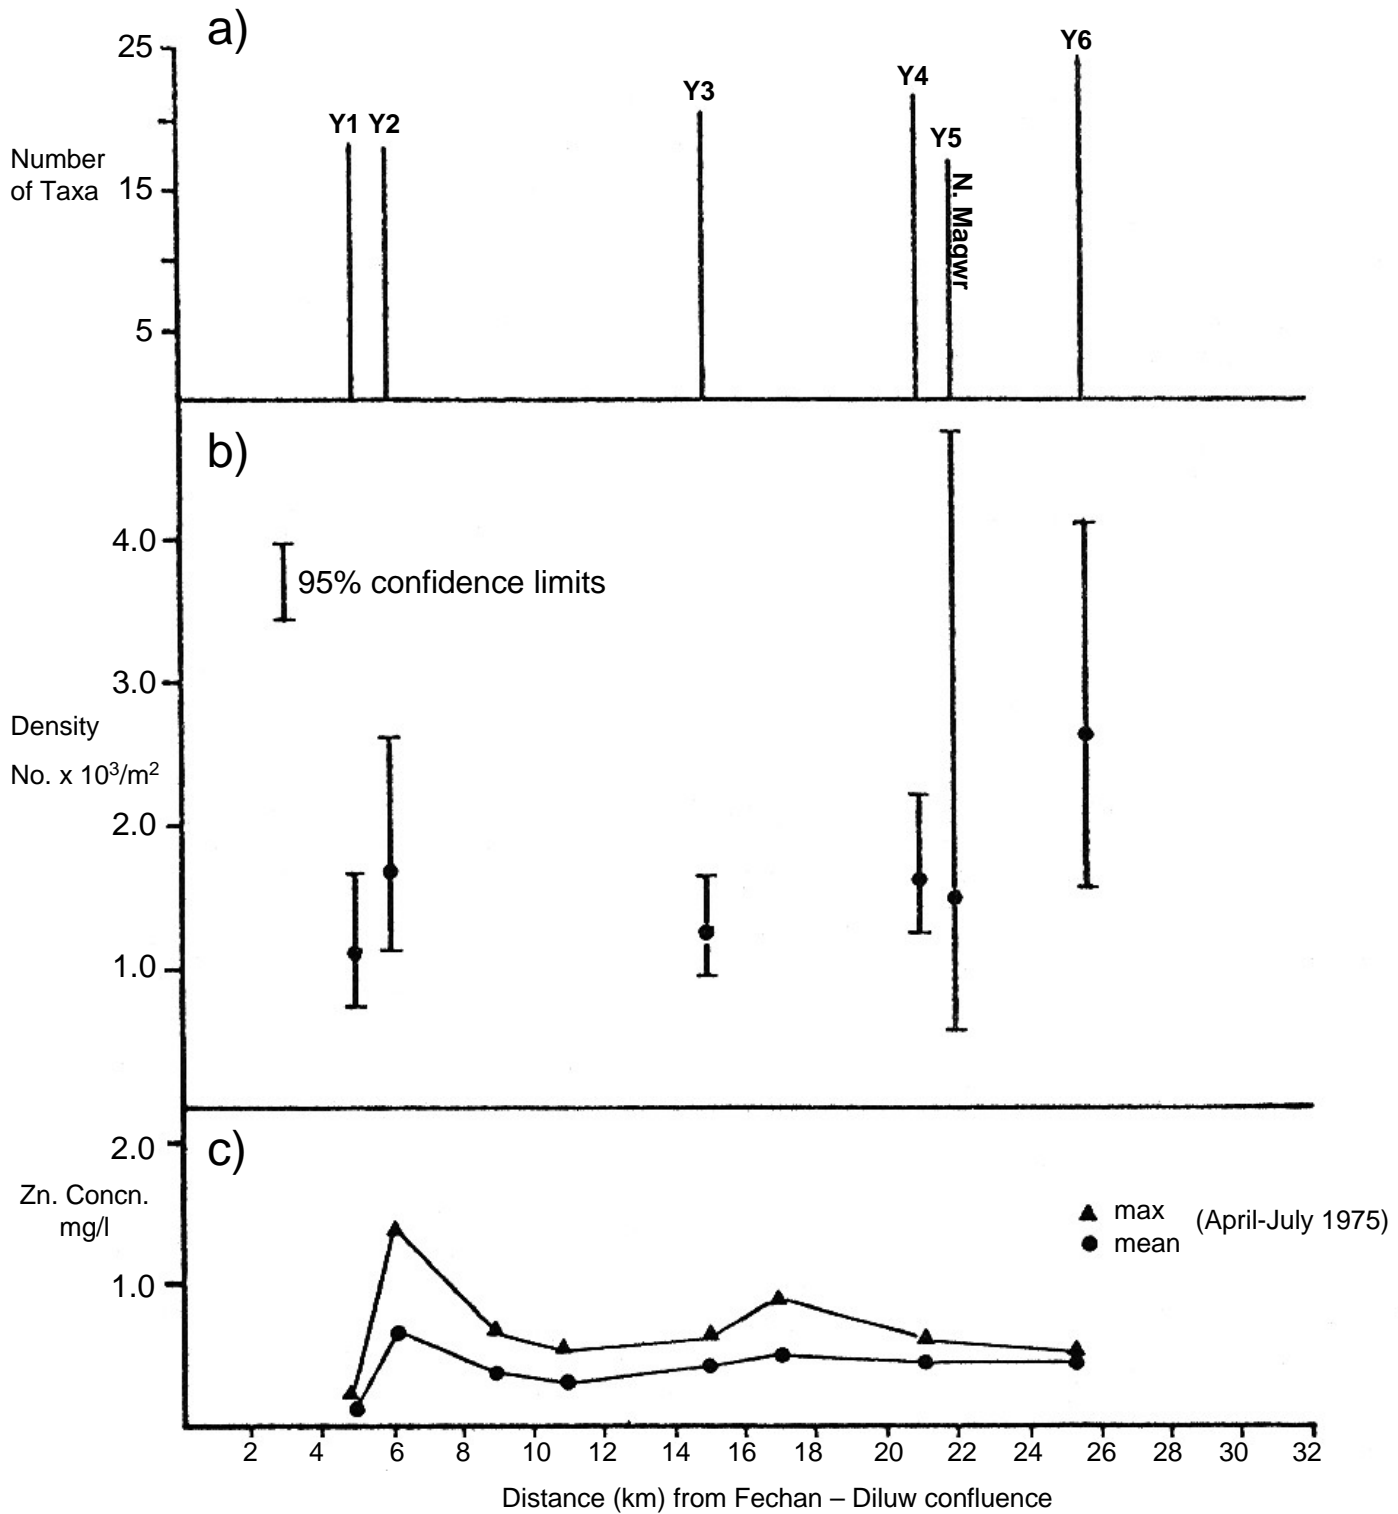 a)
25
Y6
Y4
Y3
Y1 Y2
Y5
Number
of Taxa
15
N. Maqwr
5
b)
4.0
95% confidence limits
3.0
Density
No. x 10³/m²
2.0
1.0
c)
2.0
Zn. Concn.
mg/l
max
mean
(April-July 1975)
1.0
2 4 6 8 10 12 14 16 18 20 22 24 26 28 30 32
Distance (km) from Fechan – Diluw confluence